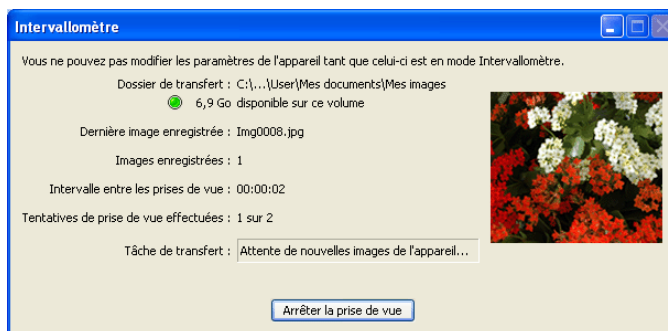 Intervallomètre
Vous ne pouvez pas modifier les paramètres de l'appareil tant que celui-ci est en mode Intervallomètre.
Dossier de transfert : C:\...\User\Mes documents\Mes images
6,9 Go disponible sur ce volume
Dernière image enregistrée : Img0008.jpg
Images enregistrées : 1
Intervalle entre les prises de vue : 00:00:02
Tentatives de prise de vue effectuées : 1 sur 2
Tâche de transfert : Attente de nouvelles images de l'appareil...
Arrêter la prise de vue